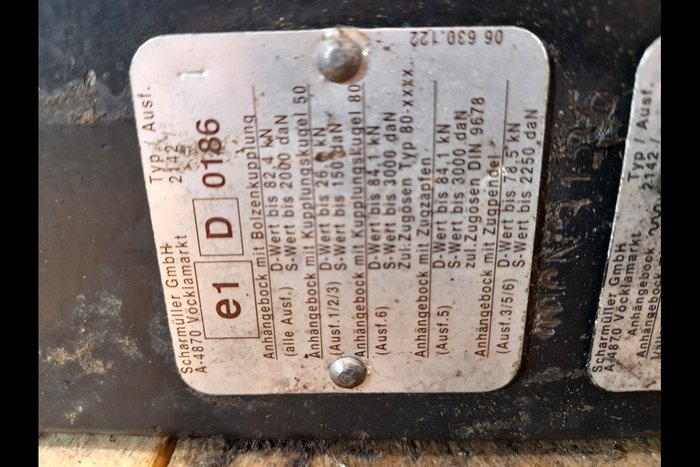 Scharmüller GmbH
A-4870 Vöcklamarkt
Typ / Ausf.
2142 /
e1 D 0186
Anhängebock mit Bolzenkupplung
D-Wert bis 82.4 kN
(alle Ausf.) S-Wert bis 2000 daN
Anhängebock mit Kupplungskugel 50
D-Wert bis kN
(Ausf.1/2/3) S-Wert bis 150 daN
Anhängebock mit Kupplungskugel 80
D-Wert bis 84.1 kN
(Ausf.6) S-Wert bis 3000 daN
Zul.Zugösen Typ 80-xxxx..
Anhängebock mit Zugzapfen
D-Wert bis 84.1 kN
(Ausf.5) S-Wert bis 3000 daN
zul.Zugösen DIN 9678
Anhängebock mit Zugpendel
D-Wert bis 78.5 kN
(Ausf.3/5/6) S-Wert bis 2250 daN
06 630.122
Scharmüller GmbH
A-4870 Vöcklamarkt
Typ / Ausf.
2142 /
Anhängebock